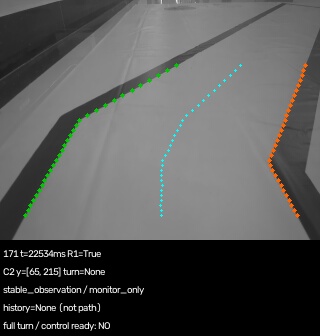 171 t=22534ms R1=True
C2 y=[65, 215] turn=None
stable_observation / monitor_only
history=None (not path)
full turn / control ready: NO